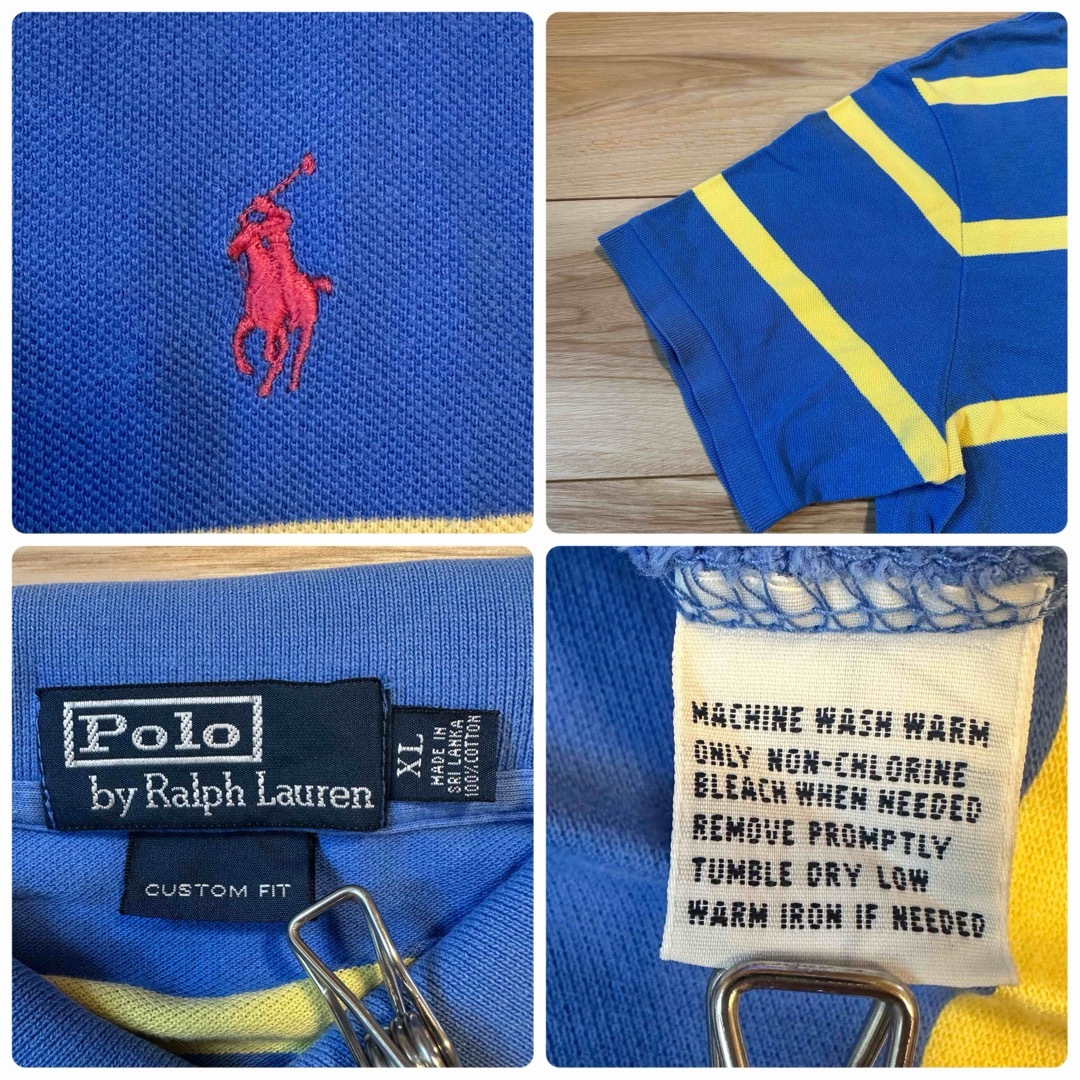 Polo
by Ralph Lauren
XL
MADE IN
SRI LANKA
100% COTTON
CUSTOM FIT
MACHINE WASH WARM
ONLY NON-CHLORINE
BLEACH WHEN NEEDED
REMOVE PROMPTLY
TUMBLE DRY LOW
WARM IRON IF NEEDED